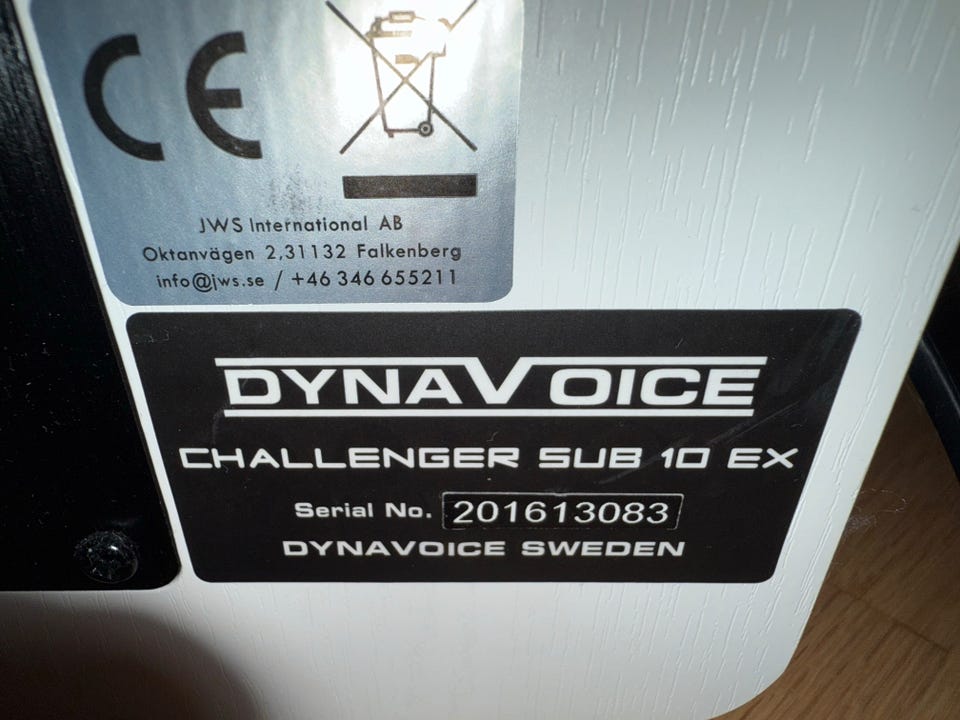 CE
JWS International AB
Oktanvägen 2,31132 Falkenberg
info@jws.se / +46 346 655211
DYNAVOICE
CHALLENGER SUB 10 EX
Serial No. 201613083
DYNAVOICE SWEDEN